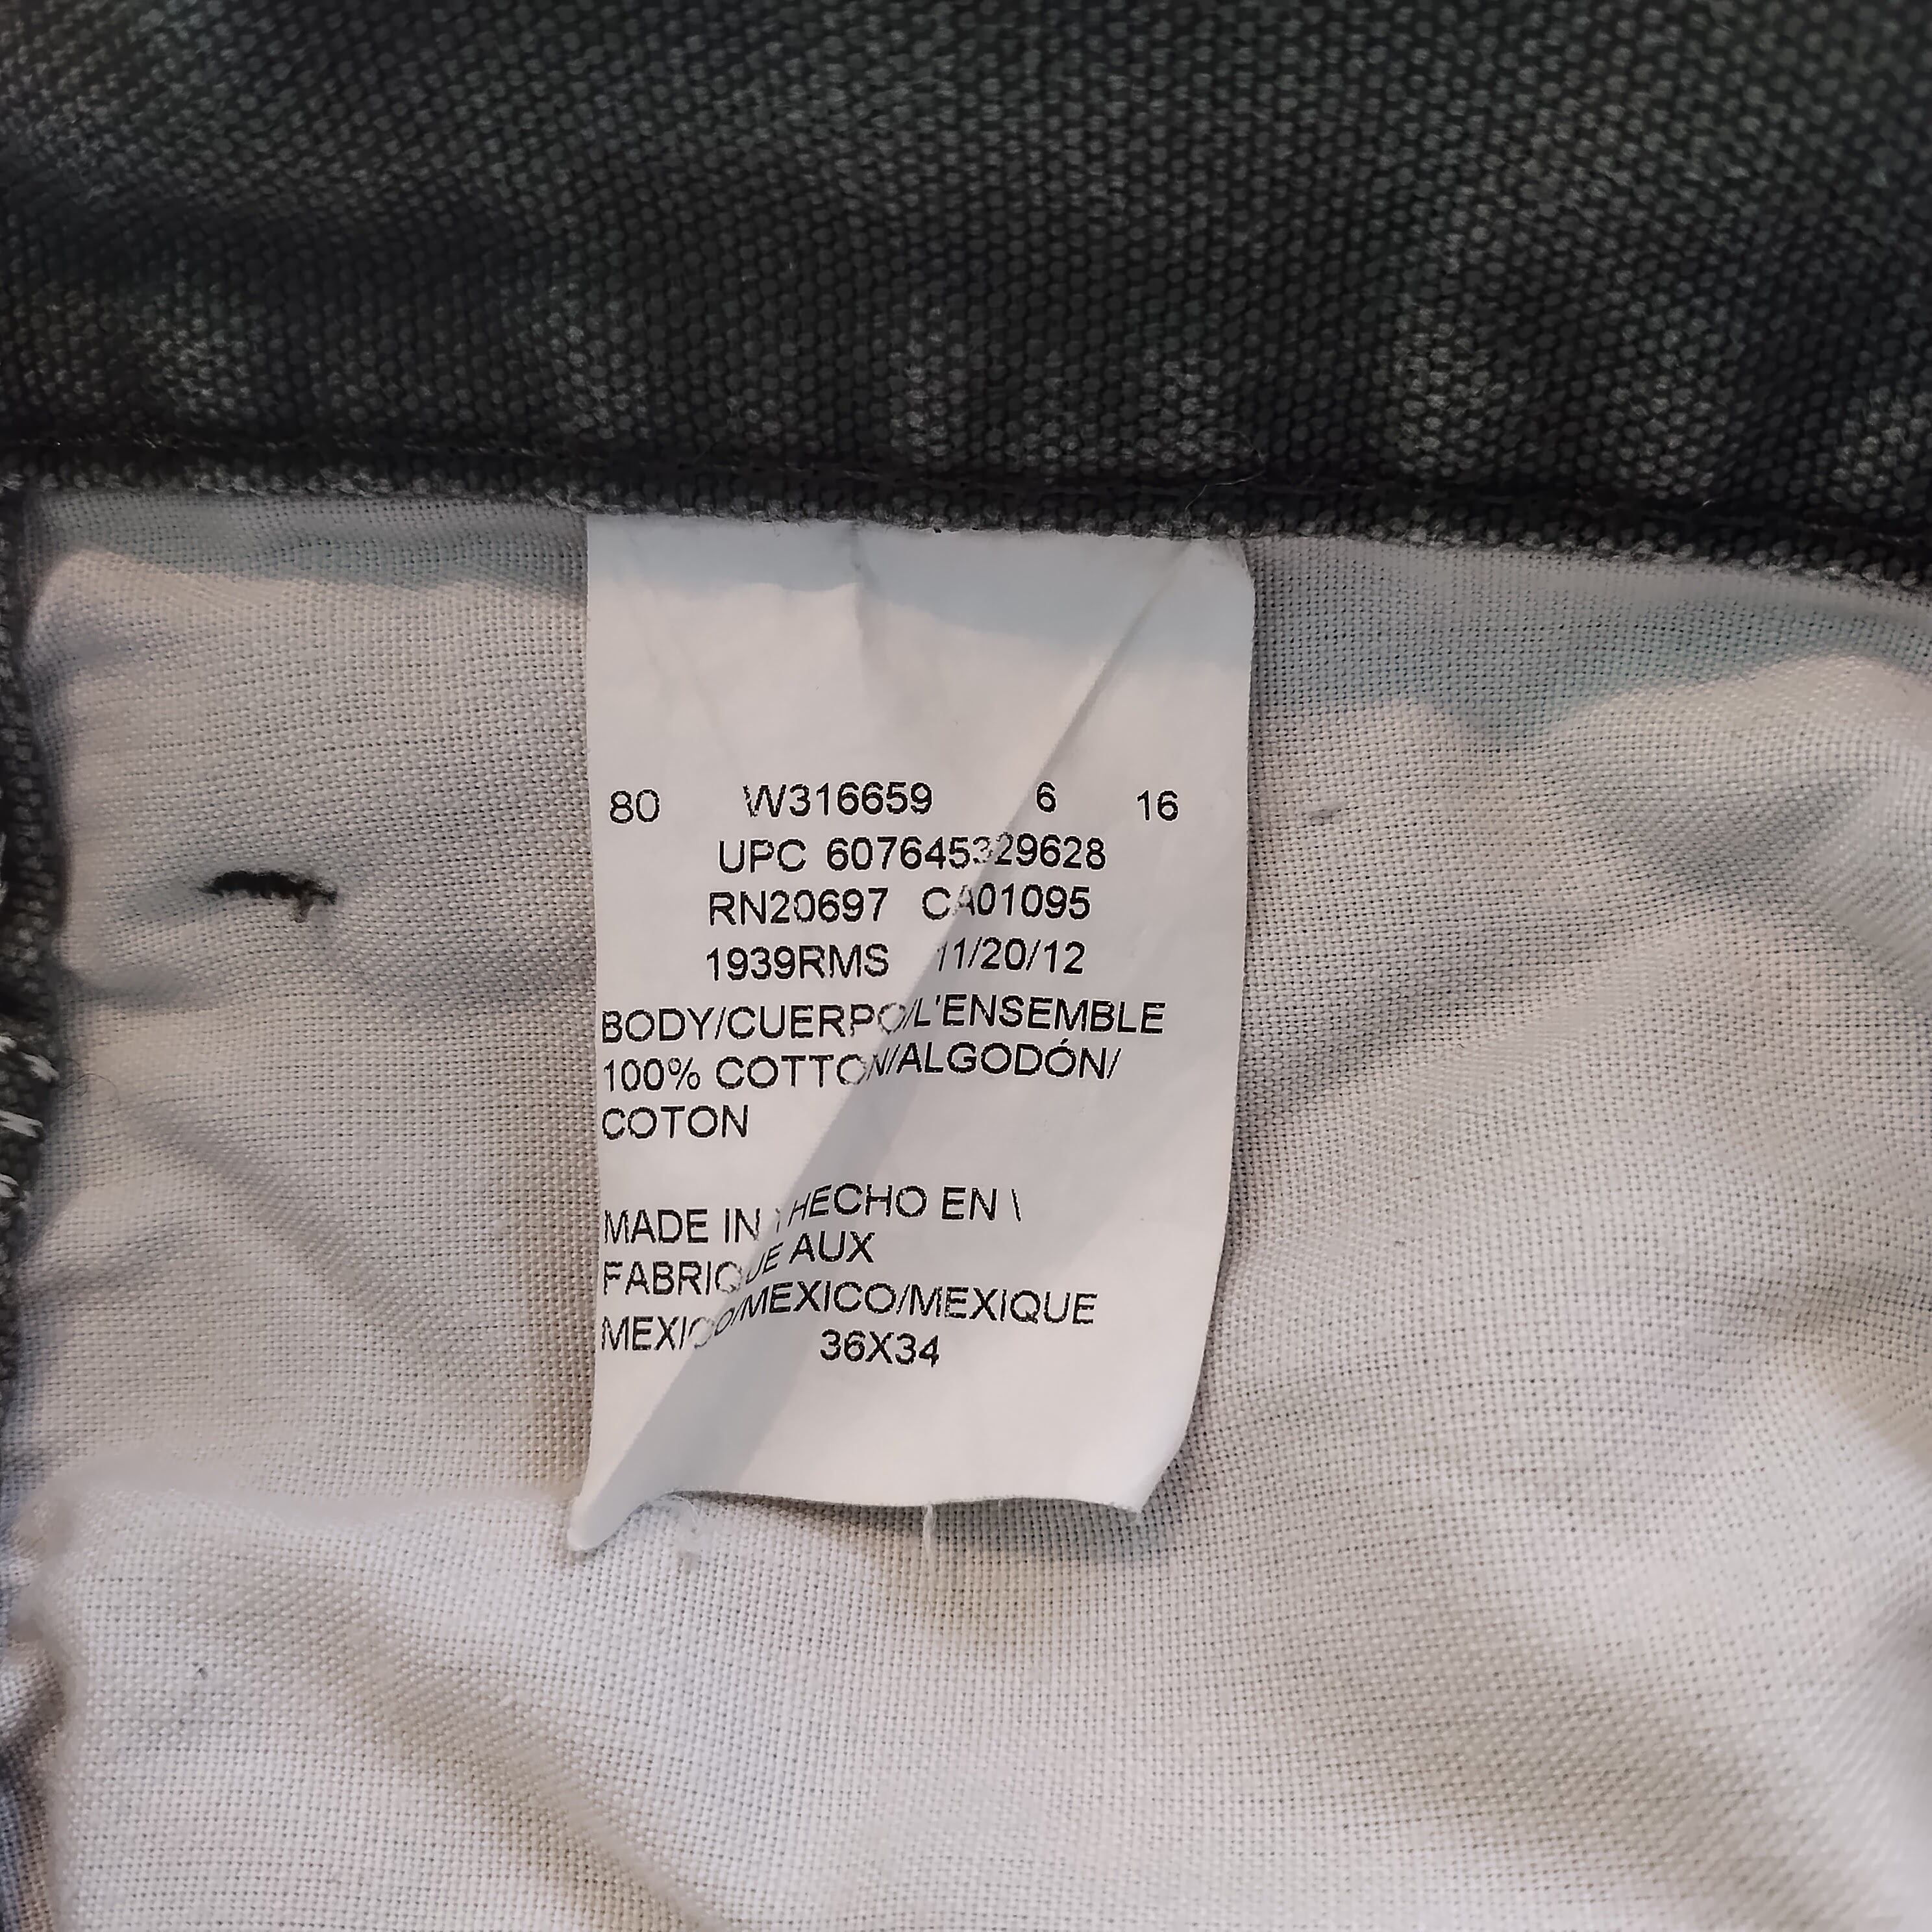 80 W316659 6 16
UPC 607645329628
RN20697 CA01095
1939RMS 11/20/12
BODY/CUERPO/L'ENSEMBLE
100% COTTON/ALGODÓN/
COTON
MADE IN \ HECHO EN \
FABRIQUE AUX
MEXICO/MEXICO/MEXIQUE
36X34